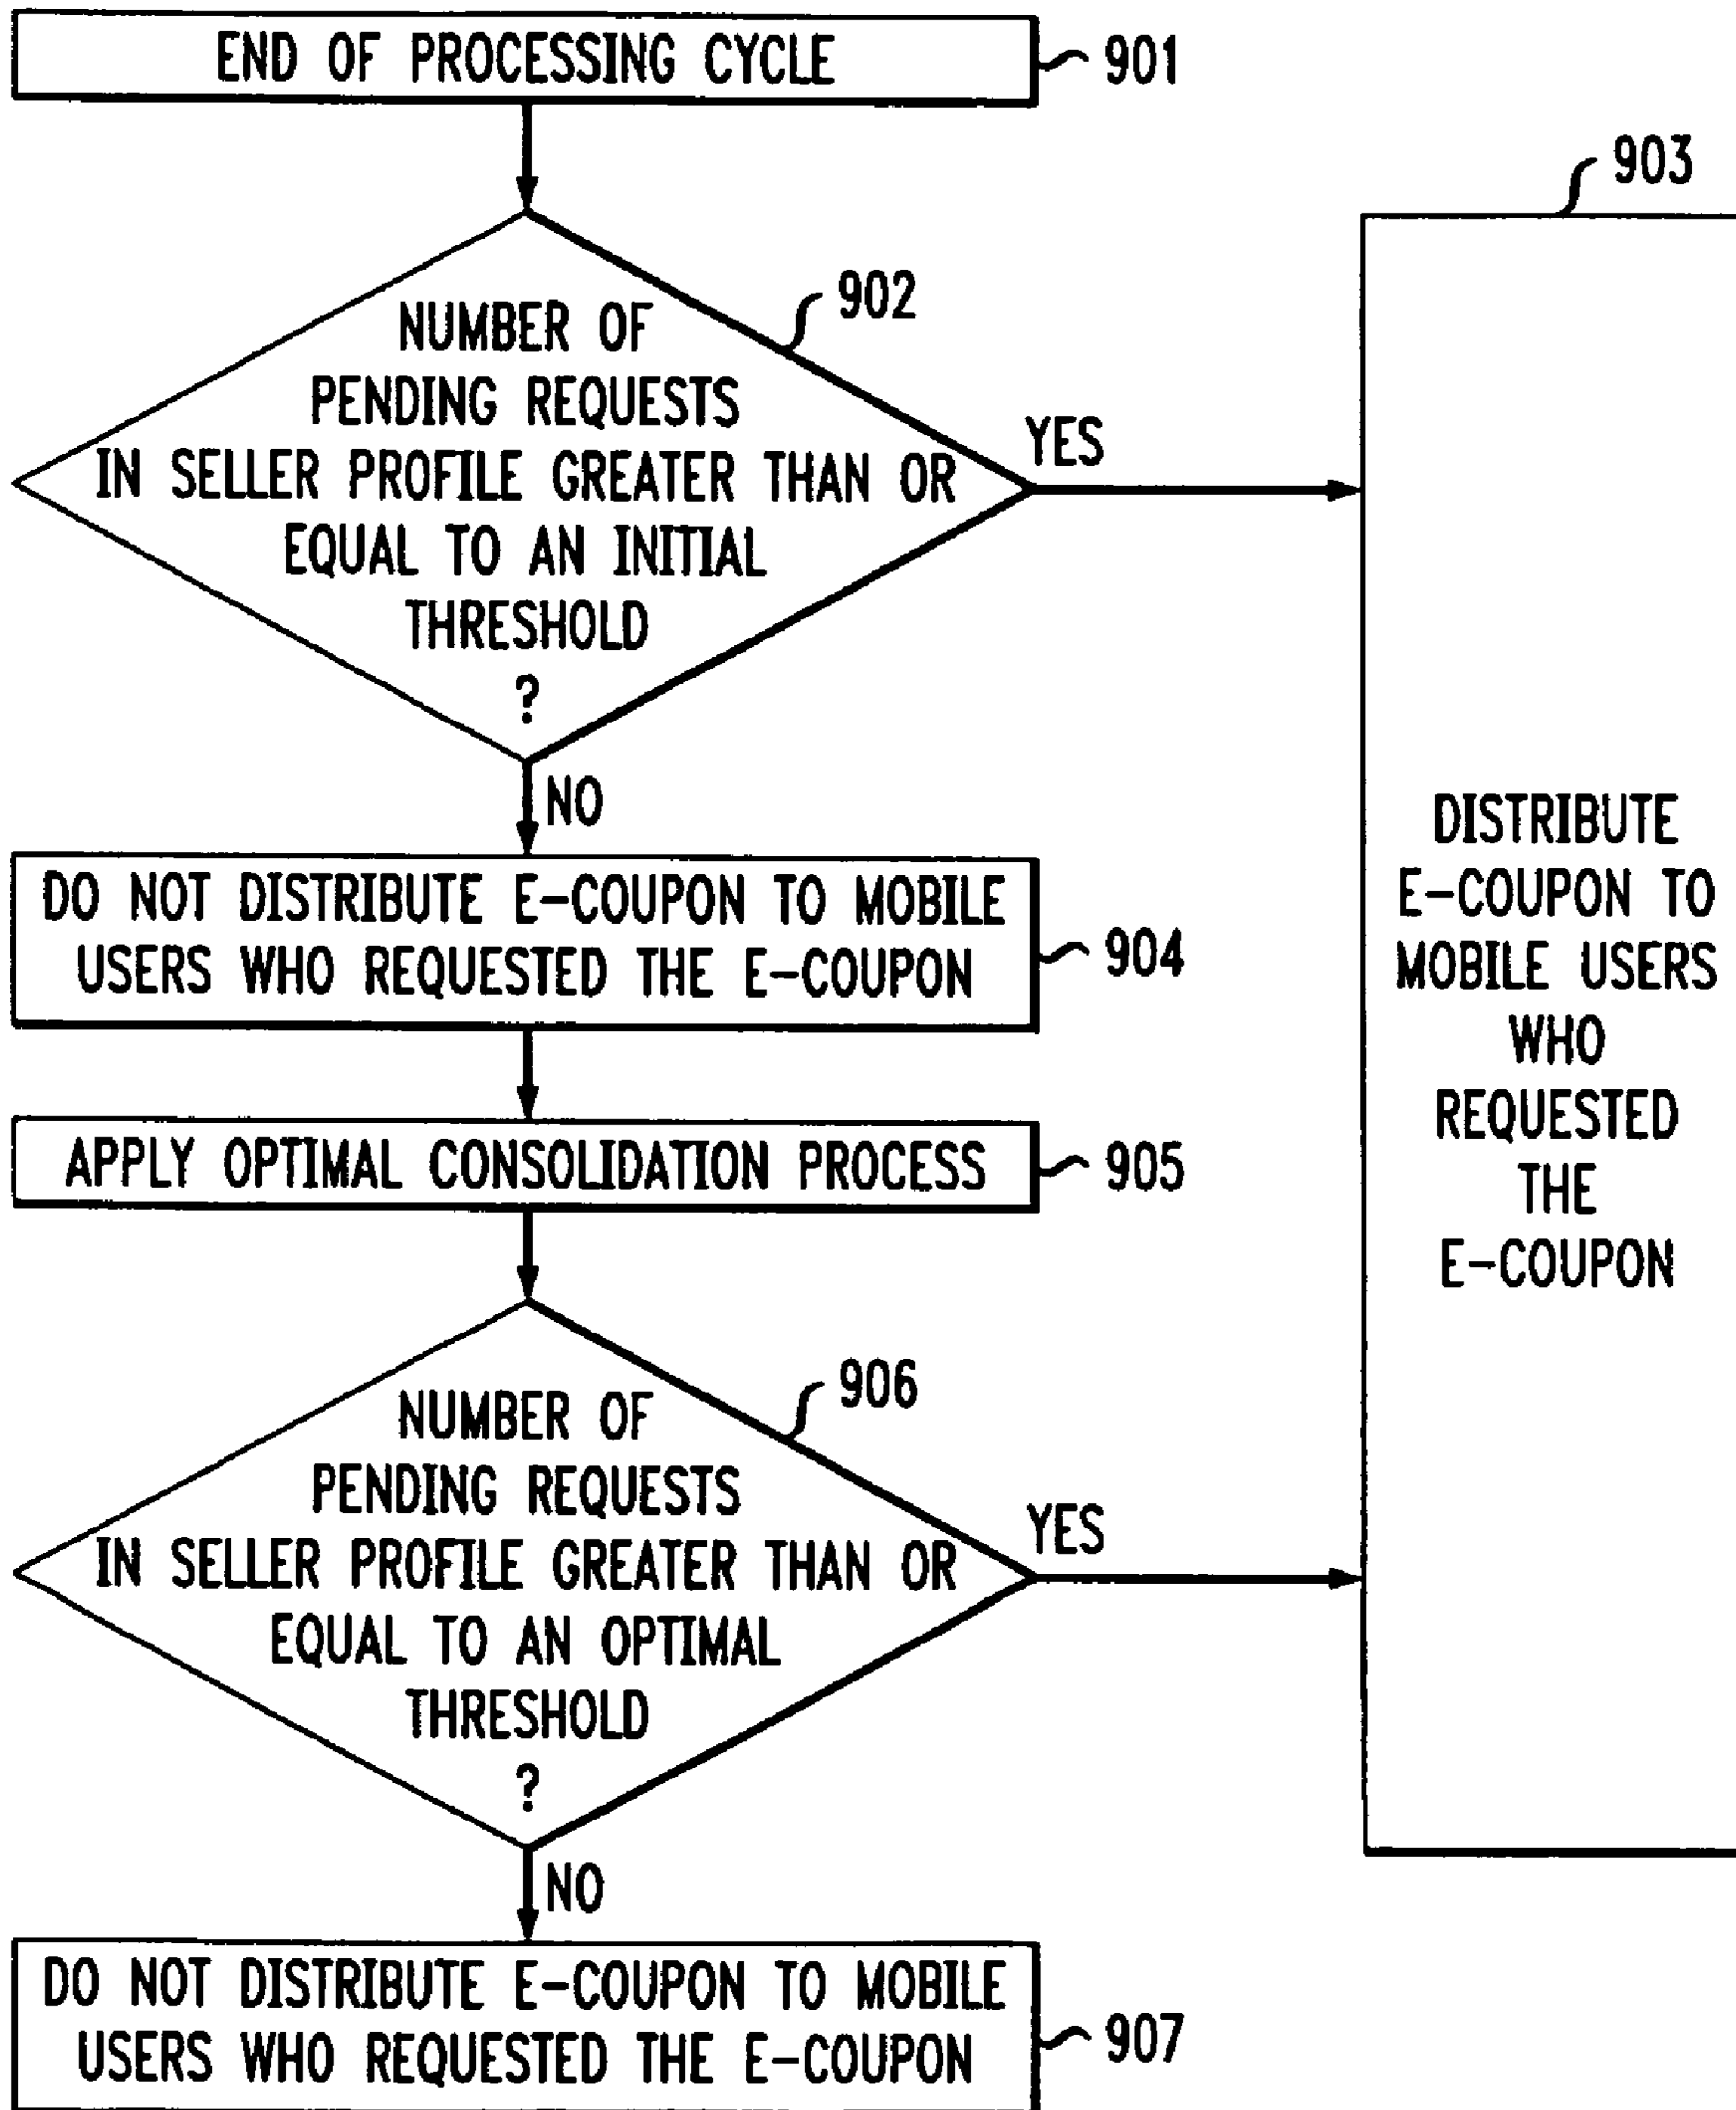 END OF PROCESSING CYCLE
901
903
902
NUMBER OF
PENDING REQUESTS
IN SELLER PROFILE GREATER THAN OR
EQUAL TO AN INITIAL
THRESHOLD
?
YES
NO
DO NOT DISTRIBUTE E-COUPON TO MOBILE
USERS WHO REQUESTED THE E-COUPON
904
DISTRIBUTE
E-COUPON TO
MOBILE USERS
WHO
REQUESTED
THE
E-COUPON
APPLY OPTIMAL CONSOLIDATION PROCESS
905
906
NUMBER OF
PENDING REQUESTS
IN SELLER PROFILE GREATER THAN OR
EQUAL TO AN OPTIMAL
THRESHOLD
?
YES
NO
DO NOT DISTRIBUTE E-COUPON TO MOBILE
USERS WHO REQUESTED THE E-COUPON
907